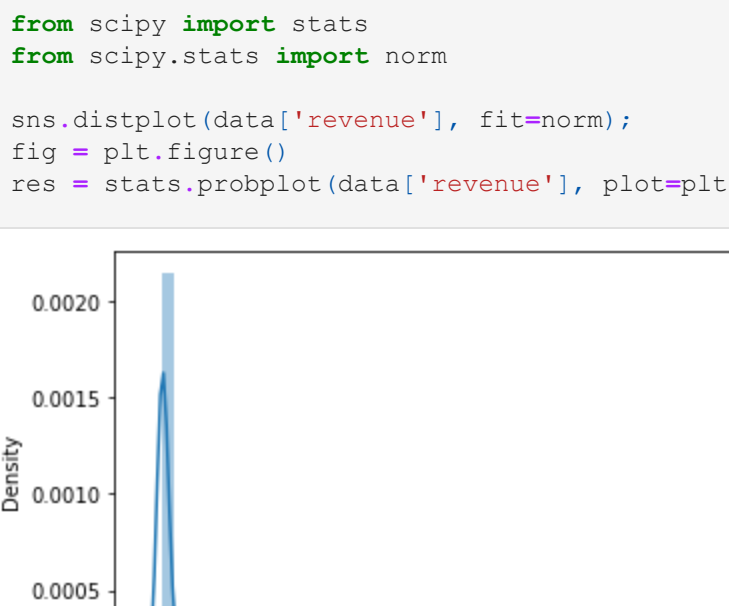 from scipy import stats
from scipy.stats import norm
sns.distplot(data['revenue'], fit=norm);
fig = plt.figure()
res = stats.probplot(data['revenue'], plot=plt
0.0020
0.0015
Density
0.0010
0.0005